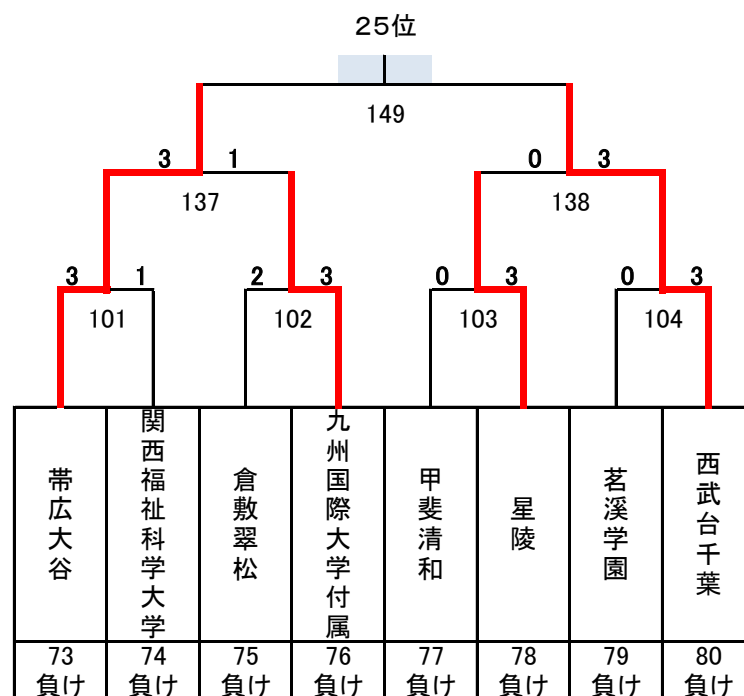 25位
149
3 1 0 3
137 138
3 1 2 3 0 3 0 3
101 102 103 104
帯広大谷
関西福祉科学大学
倉敷翠松
九州国際大学付属
甲斐清和
星陵
茗溪学園
西武台千葉
73 74 75 76 77 78 79 80
負け 負け 負け 負け 負け 負け 負け 負け